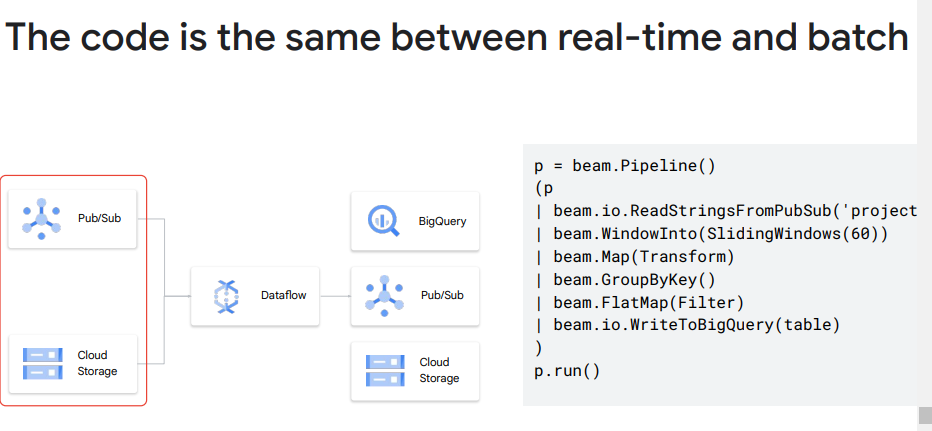 The code is the same between real-time and batch
Pub/Sub
Cloud
Storage
Dataflow
BigQuery
Pub/Sub
Cloud
Storage
p = beam.Pipeline()
(p
| beam.io.ReadStringsFromPubSub('project
| beam.WindowInto(SlidingWindows(60))
| beam.Map(Transform)
| beam.GroupByKey()
| beam.FlatMap(Filter)
| beam.io.WriteToBigQuery(table)
)
p.run()